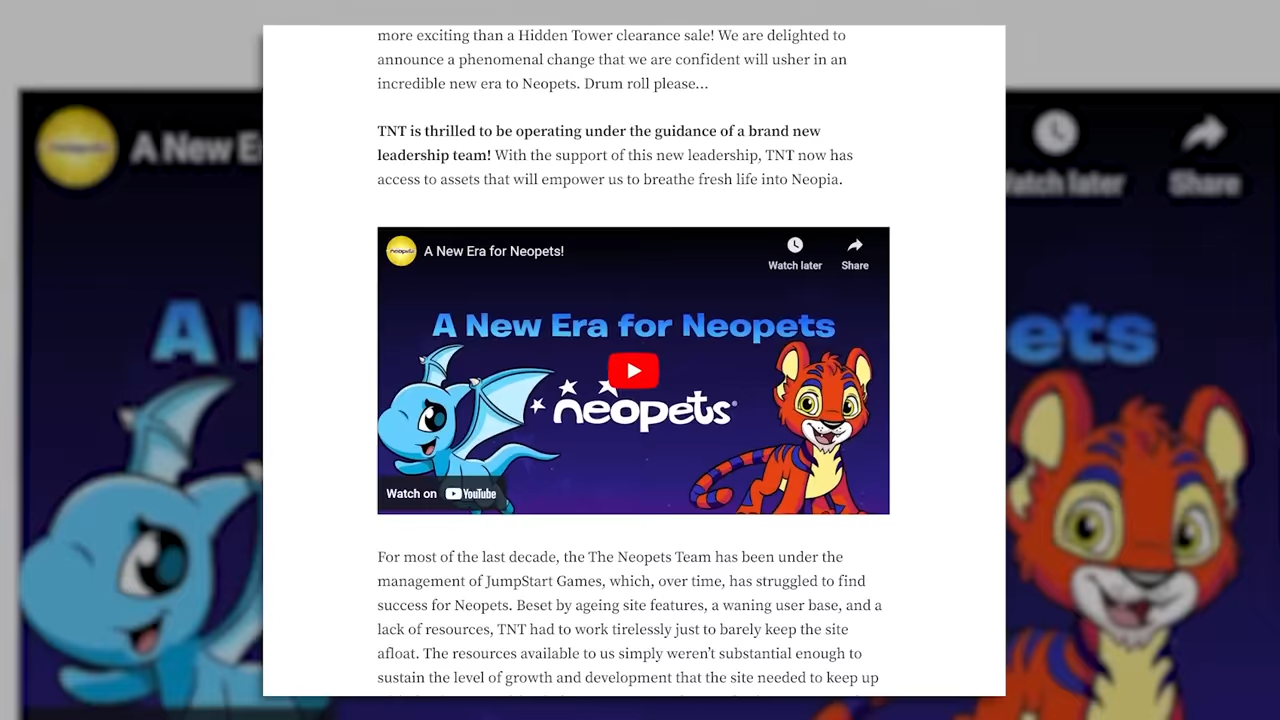 more exciting than a Hidden Tower clearance sale! We are delighted to
announce a phenomenal change that we are confident will usher in an
incredible new era to Neopets. Drum roll please…
TNT is thrilled to be operating under the guidance of a brand new
leadership team! With the support of this new leadership, TNT now has
access to assets that will empower us to breathe fresh life into Neopia.
neopets
A New Era for Neopets!
Watch later
Share
A New Era for Neopets
neopets®
Watch on YouTube
For most of the last decade, the The Neopets Team has been under the
management of JumpStart Games, which, over time, has struggled to find
success for Neopets. Beset by ageing site features, a waning user base, and a
lack of resources, TNT had to work tirelessly just to barely keep the site
afloat. The resources available to us simply weren't substantial enough to
sustain the level of growth and development that the site needed to keep up
A New E
Watch later
Share
A N
ets